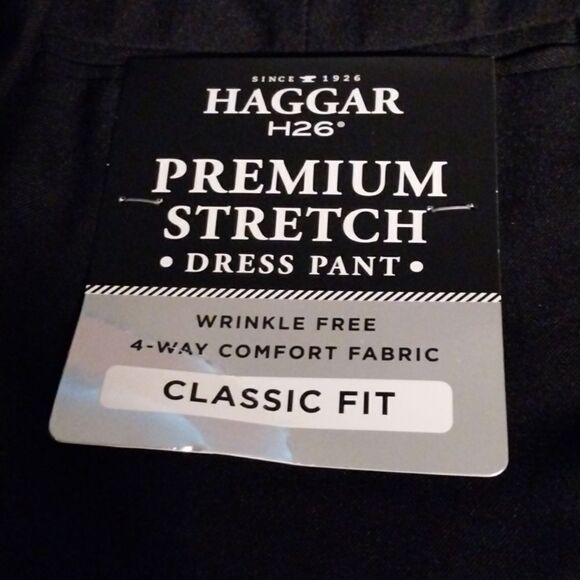 SINCE 1926
HAGGAR
H26®
PREMIUM
STRETCH
• DRESS PANT •
WRINKLE FREE
4-WAY COMFORT FABRIC
CLASSIC FIT